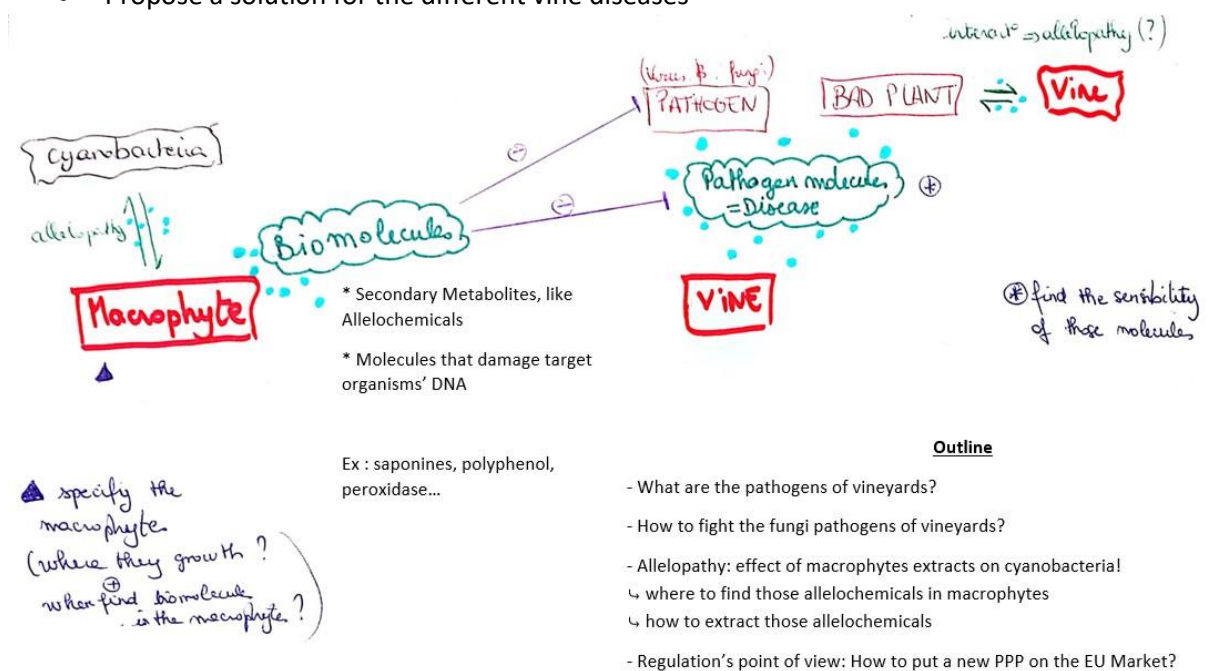 Propose a solution for the different vine diseases
interact° ⇒ allelopathy (?)
(Virus, B. fungi)
PATHOGEN
BAD PLANT
⇌
Vine
Cyanobacteria
⊖
allelopathy
Biomolecules
⊖
Pathogen molecules
= Disease
⊛
Macrophyte
* Secondary Metabolites, like
Allelochemicals
* Molecules that damage target
organisms' DNA
ViNE
⊛ find the sensibility
of those molecules
Ex : saponines, polyphenol,
peroxidase…
▲ specify the
macrophyte
(where they growth ?
⊕
when find biomolecule
in the macrophyte ?)
Outline
- What are the pathogens of vineyards?
- How to fight the fungi pathogens of vineyards?
- Allelopathy: effect of macrophytes extracts on cyanobacteria!
↳ where to find those allelochemicals in macrophytes
↳ how to extract those allelochemicals
- Regulation's point of view: How to put a new PPP on the EU Market?